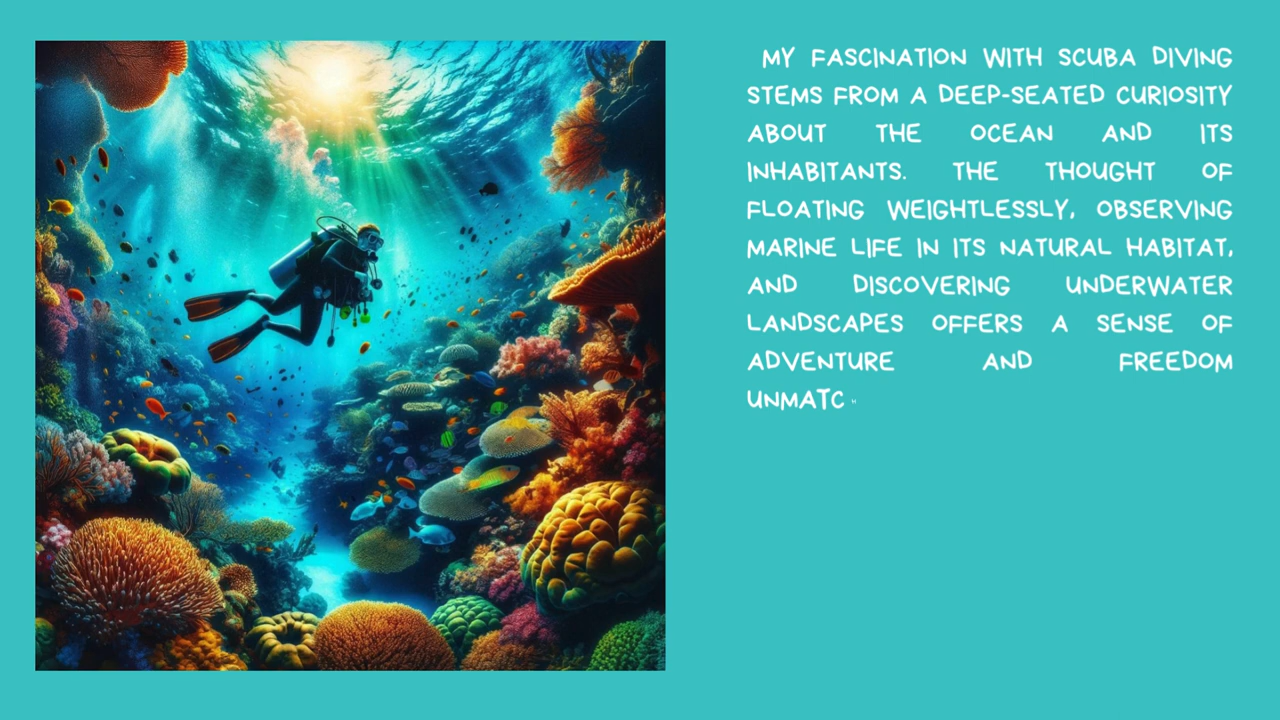 MY FASCINATION WITH SCUBA DIVING
STEMS FROM A DEEP-SEATED CURIOSITY
ABOUT THE OCEAN AND ITS
INHABITANTS. THE THOUGHT OF
FLOATING WEIGHTLESSLY, OBSERVING
MARINE LIFE IN ITS NATURAL HABITAT,
AND DISCOVERING UNDERWATER
LANDSCAPES OFFERS A SENSE OF
ADVENTURE AND FREEDOM
UNMATC